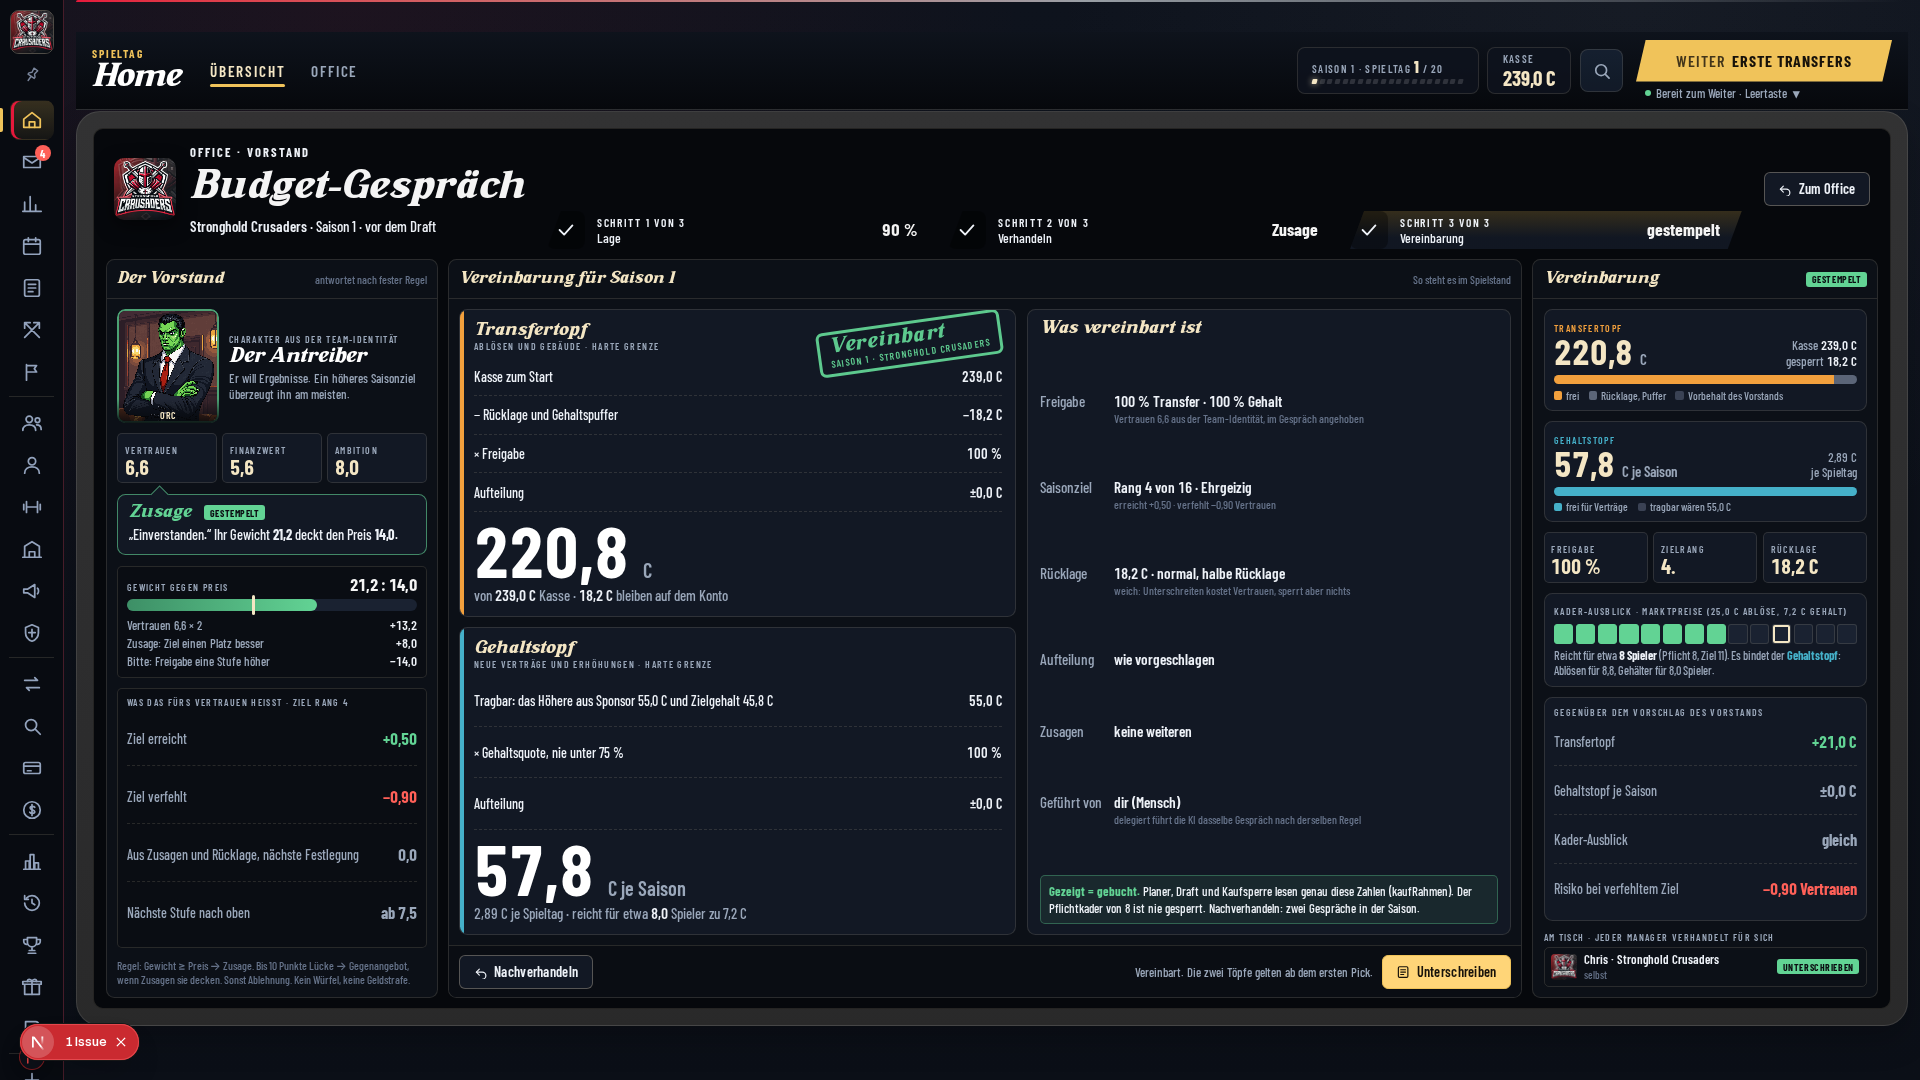 CRUSADERS
SPIELTAG
Home
ÜBERSICHT
OFFICE
SAISON 1 · SPIELTAG 1 / 20
KASSE
239,0 C
WEITER ERSTE TRANSFERS
Bereit zum Weiter · Leertaste ▼
4
CRUSADERS
OFFICE · VORSTAND
Budget-Gespräch
Stronghold Crusaders · Saison 1 · vor dem Draft
Zum Office
SCHRITT 1 VON 3
Lage
90 %
SCHRITT 2 VON 3
Verhandeln
Zusage
SCHRITT 3 VON 3
Vereinbarung
gestempelt
Der Vorstand
antwortet nach fester Regel
ORC
CHARAKTER AUS DER TEAM-IDENTITÄT
Der Antreiber
Er will Ergebnisse. Ein höheres Saisonziel
überzeugt ihn am meisten.
VERTRAUEN
6,6
FINANZWERT
5,6
AMBITION
8,0
Zusage GESTEMPELT
„Einverstanden.“ Ihr Gewicht 21,2 deckt den Preis 14,0.
GEWICHT GEGEN PREIS
21,2 : 14,0
Vertrauen 6,6 × 2 +13,2
Zusage: Ziel einen Platz besser +8,0
Bitte: Freigabe eine Stufe höher −14,0
WAS DAS FÜRS VERTRAUEN HEISST · ZIEL RANG 4
Ziel erreicht +0,50
Ziel verfehlt −0,90
Aus Zusagen und Rücklage, nächste Festlegung 0,0
Nächste Stufe nach oben ab 7,5
Regel: Gewicht ≥ Preis → Zusage. Bis 10 Punkte Lücke → Gegenangebot,
wenn Zusagen sie decken. Sonst Ablehnung. Kein Würfel, keine Geldstrafe.
Vereinbarung für Saison 1
So steht es im Spielstand
Transfertopf
ABLÖSEN UND GEBÄUDE · HARTE GRENZE
Vereinbart
SAISON 1 · STRONGHOLD CRUSADERS
Kasse zum Start 239,0 C
− Rücklage und Gehaltspuffer −18,2 C
× Freigabe 100 %
Aufteilung ±0,0 C
220,8 C
von 239,0 C Kasse · 18,2 C bleiben auf dem Konto
Gehaltstopf
NEUE VERTRÄGE UND ERHÖHUNGEN · HARTE GRENZE
Tragbar: das Höhere aus Sponsor 55,0 C und Zielgehalt 45,8 C 55,0 C
× Gehaltsquote, nie unter 75 % 100 %
Aufteilung ±0,0 C
57,8 C je Saison
2,89 C je Spieltag · reicht für etwa 8,0 Spieler zu 7,2 C
Was vereinbart ist
Freigabe 100 % Transfer · 100 % Gehalt
Vertrauen 6,6 aus der Team-Identität, im Gespräch angehoben
Saisonziel Rang 4 von 16 · Ehrgeizig
erreicht +0,50 · verfehlt −0,90 Vertrauen
Rücklage 18,2 C · normal, halbe Rücklage
weich: Unterschreiten kostet Vertrauen, sperrt aber nichts
Aufteilung wie vorgeschlagen
Zusagen keine weiteren
Geführt von dir (Mensch)
delegiert führt die KI dasselbe Gespräch nach derselben Regel
Gezeigt = gebucht. Planer, Draft und Kaufsperre lesen genau diese Zahlen (kaufRahmen). Der
Pflichtkader von 8 ist nie gesperrt. Nachverhandeln: zwei Gespräche in der Saison.
Nachverhandeln
Vereinbart. Die zwei Töpfe gelten ab dem ersten Pick.
Unterschreiben
Vereinbarung
GESTEMPELT
TRANSFERTOPF
220,8 C
Kasse 239,0 C
gesperrt 18,2 C
frei Rücklage, Puffer Vorbehalt des Vorstands
GEHALTSTOPF
57,8 C je Saison
2,89 C
je Spieltag
frei für Verträge tragbar wären 55,0 C
FREIGABE
100 %
ZIELRANG
4.
RÜCKLAGE
18,2 C
KADER-AUSBLICK · MARKTPREISE (25,0 C ABLÖSE, 7,2 C GEHALT)
Reicht für etwa 8 Spieler (Pflicht 8, Ziel 11). Es bindet der Gehaltstopf:
Ablösen für 8,8, Gehälter für 8,0 Spieler.
GEGENÜBER DEM VORSCHLAG DES VORSTANDS
Transfertopf +21,0 C
Gehaltstopf je Saison ±0,0 C
Kader-Ausblick gleich
Risiko bei verfehltem Ziel −0,90 Vertrauen
AM TISCH · JEDER MANAGER VERHANDELT FÜR SICH
Chris · Stronghold Crusaders
selbst
UNTERSCHRIEBEN
N 1 Issue